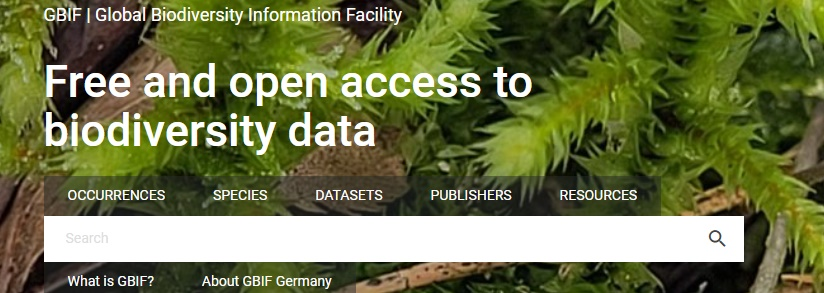 GBIF | Global Biodiversity Information Facility
Free and open access to
biodiversity data
OCCURRENCES SPECIES DATASETS PUBLISHERS RESOURCES
Search
What is GBIF? About GBIF Germany